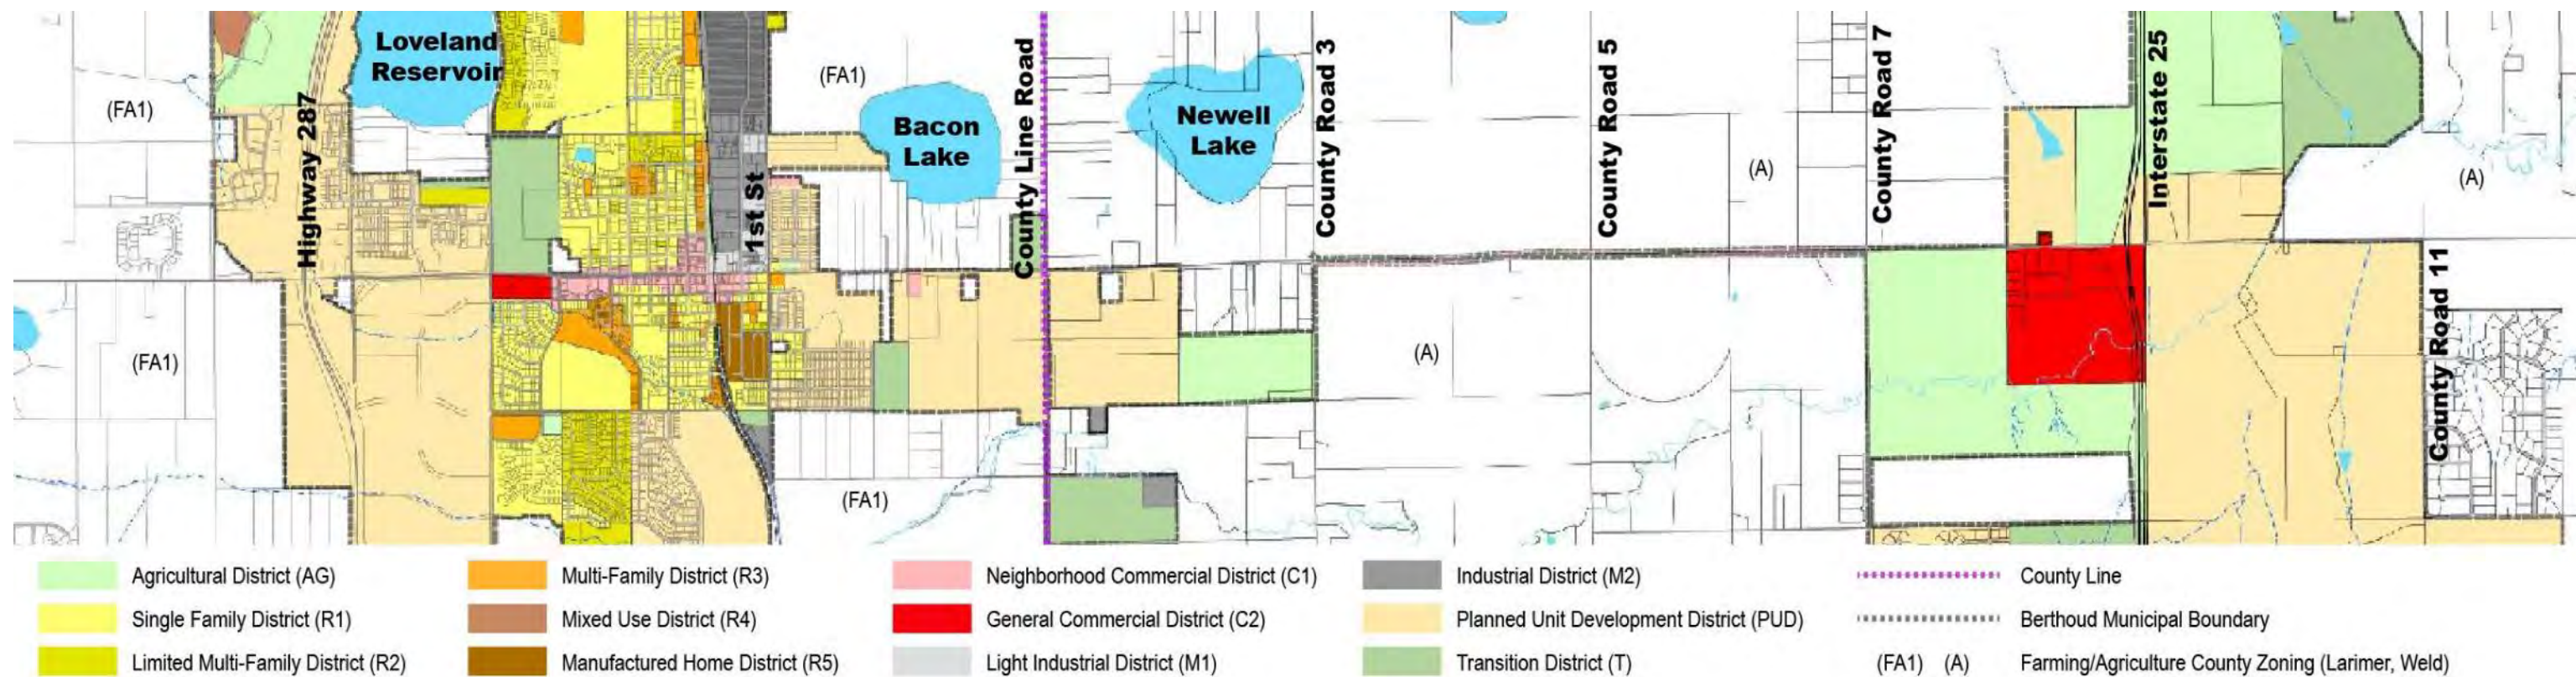 Loveland
Reservoir
(FA1)
Highway 287
1st St
(FA1)
Bacon
Lake
County Line Road
Newell
Lake
County Road 3
County Road 5
(A)
County Road 7
Interstate 25
(A)
County Road 11
(FA1)
(A)
(FA1)
Agricultural District (AG)
Single Family District (R1)
Limited Multi-Family District (R2)
Multi-Family District (R3)
Mixed Use District (R4)
Manufactured Home District (R5)
Neighborhood Commercial District (C1)
General Commercial District (C2)
Light Industrial District (M1)
Industrial District (M2)
Planned Unit Development District (PUD)
Transition District (T)
County Line
Berthoud Municipal Boundary
(FA1) (A) Farming/Agriculture County Zoning (Larimer, Weld)